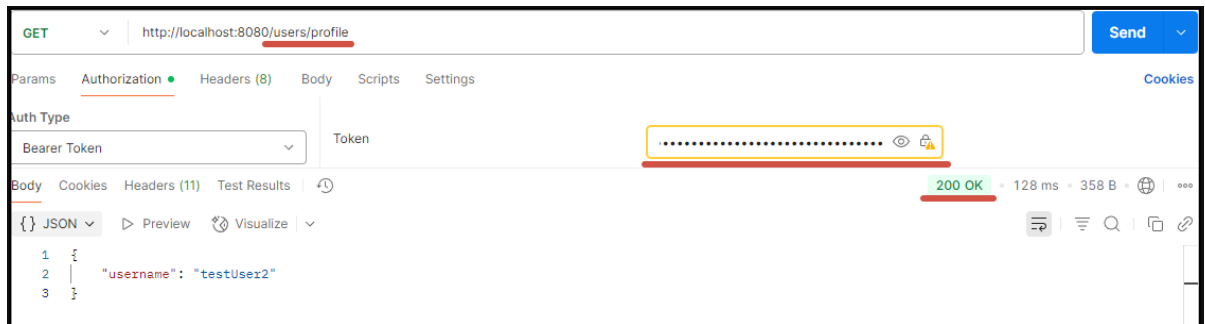 GET http://localhost:8080/users/profile Send
Params Authorization Headers (8) Body Scripts Settings Cookies
Auth Type
Bearer Token
Token ••••••••••••••••••••••••••••••••
Body Cookies Headers (11) Test Results 200 OK • 128 ms • 358 B
{} JSON Preview Visualize
1 {
2 "username": "testUser2"
3 }